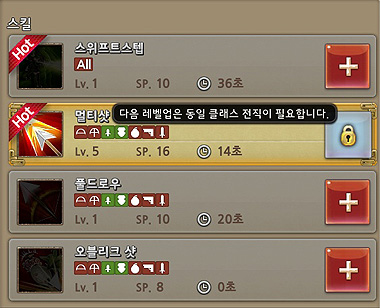 스킬
Hot
스위프트스텝
All
Lv. 1 SP. 10 36초
Hot
멀티샷
다음 레벨업은 동일 클래스 전직이 필요합니다.
Lv. 5 SP. 16 14초
풀드로우
Lv. 1 SP. 10 20초
오블리크 샷
Lv. 1 SP. 8 0초